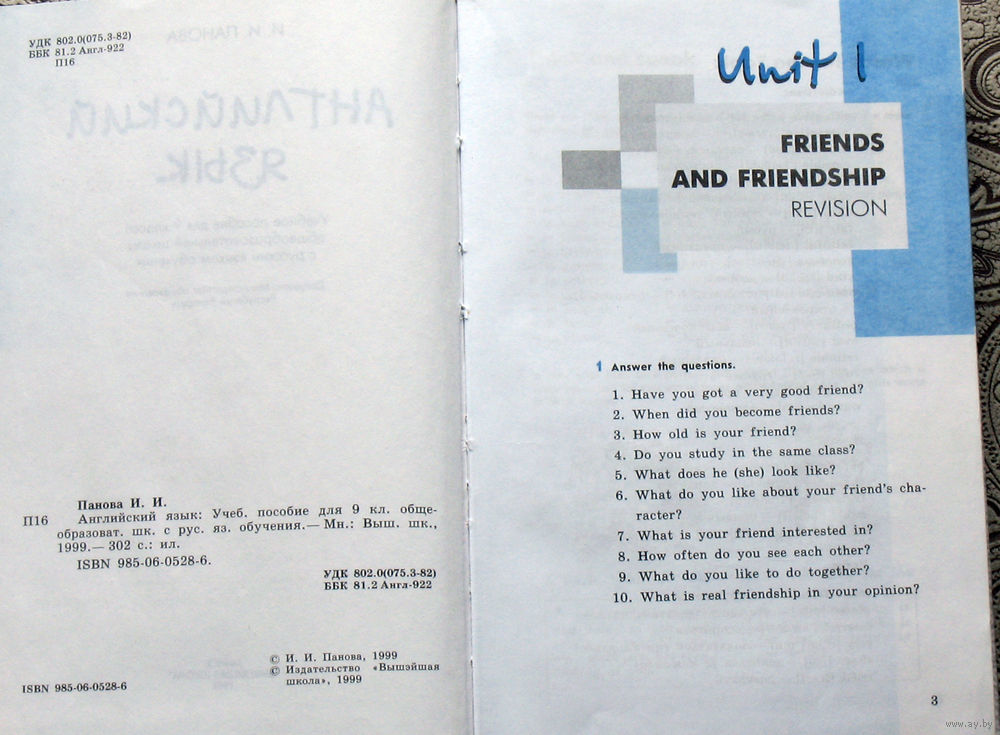 УДК 802.0(075.3-82)
ББК 81.2 Англ-922
П16
Панова И. И.
П16 Английский язык: Учеб. пособие для 9 кл. обще-
образоват. шк. с рус. яз. обучения.— Мн.: Выш. шк.,
1999.— 302 с.: ил.
ISBN 985-06-0528-6.
УДК 802.0(075.3-82)
ББК 81.2 Англ-922
© И. И. Панова, 1999
© Издательство «Вышэйшая
школа», 1999
ISBN 985-06-0528-6
Unit 1
FRIENDS
AND FRIENDSHIP
REVISION
1 Answer the questions.
1. Have you got a very good friend?
2. When did you become friends?
3. How old is your friend?
4. Do you study in the same class?
5. What does he (she) look like?
6. What do you like about your friend's cha-
racter?
7. What is your friend interested in?
8. How often do you see each other?
9. What do you like to do together?
10. What is real friendship in your opinion?
3
www.ay.by